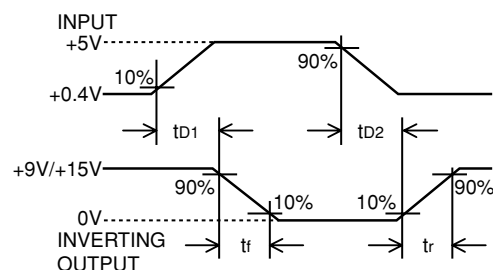 INPUT
+5V
90%
10%
+0.4V
tD1
tD2
+9V/+15V
90%
10%
10%
90%
0V
INVERTING
OUTPUT
tf
tr